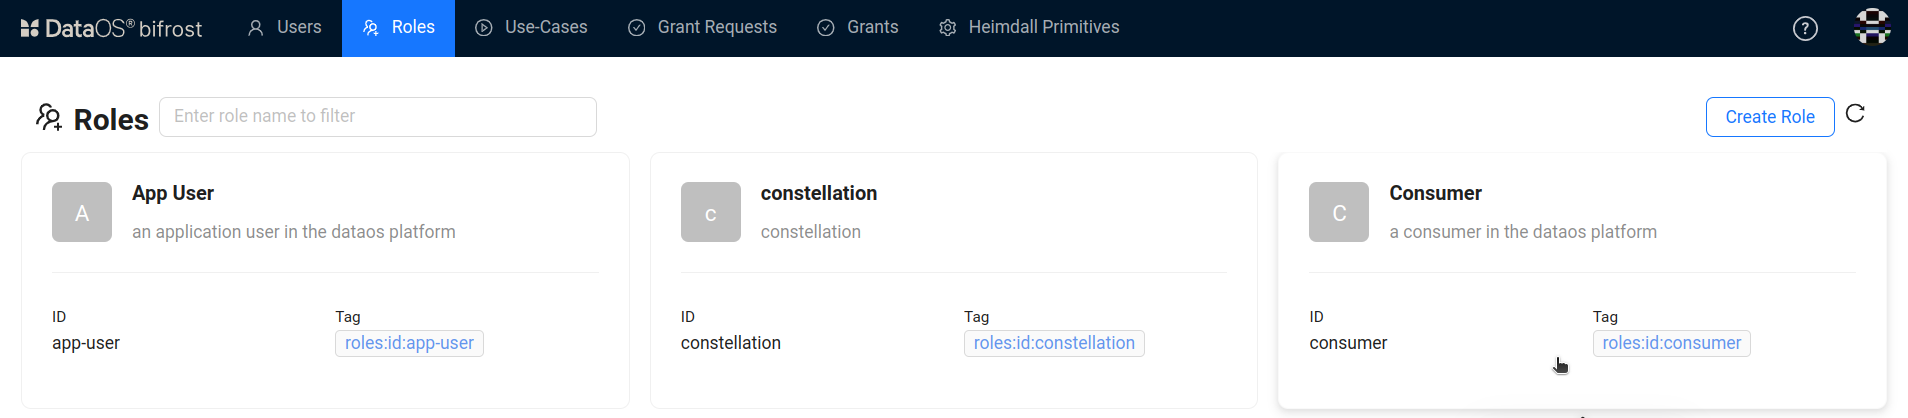 DataOS® bifrost Users Roles Use-Cases Grant Requests Grants Heimdall Primitives ?
Roles Enter role name to filter Create Role
A App User
an application user in the dataos platform
ID Tag
app-user roles:id:app-user
c constellation
constellation
ID Tag
constellation roles:id:constellation
C Consumer
a consumer in the dataos platform
ID Tag
consumer roles:id:consumer